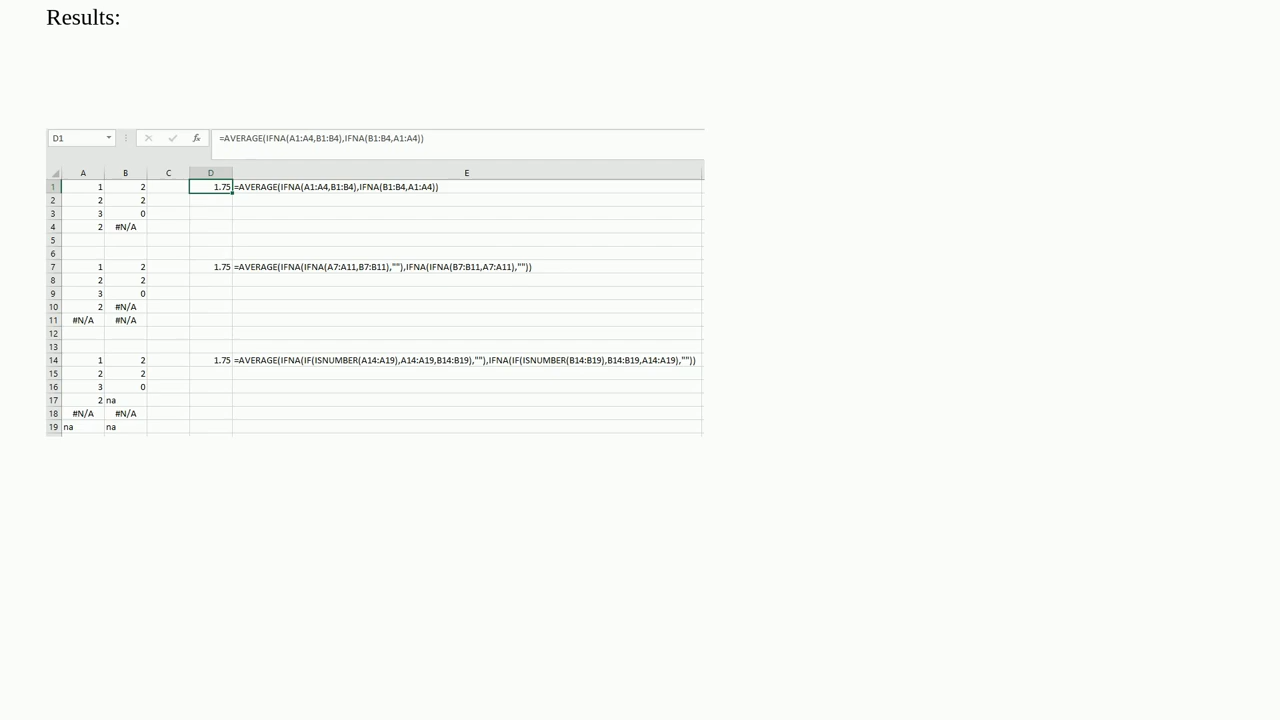 Results:
D1 fx =AVERAGE(IFNA(A1:A4,B1:B4),IFNA(B1:B4,A1:A4))
A B C D E
1 1 2 1.75 =AVERAGE(IFNA(A1:A4,B1:B4),IFNA(B1:B4,A1:A4))
2 2 2
3 3 0
4 2 #N/A
5
6
7 1 2 1.75 =AVERAGE(IFNA(IFNA(A7:A11,B7:B11),""),IFNA(IFNA(B7:B11,A7:A11),""))
8 2 2
9 3 0
10 2 #N/A
11 #N/A #N/A
12
13
14 1 2 1.75 =AVERAGE(IFNA(IF(ISNUMBER(A14:A19),A14:A19,B14:B19),""),IFNA(IF(ISNUMBER(B14:B19),B14:B19,A14:A19),""))
15 2 2
16 3 0
17 2 na
18 #N/A #N/A
19 na na